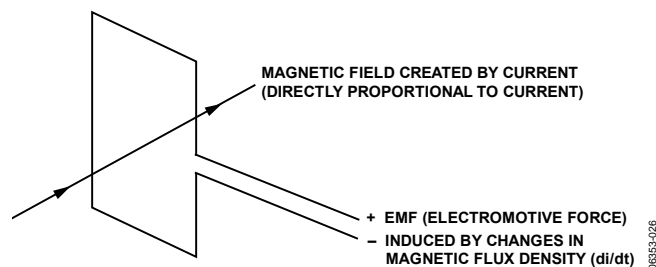 MAGNETIC FIELD CREATED BY CURRENT
(DIRECTLY PROPORTIONAL TO CURRENT)
+ EMF (ELECTROMOTIVE FORCE)
– INDUCED BY CHANGES IN
MAGNETIC FLUX DENSITY (di/dt)
06353-026